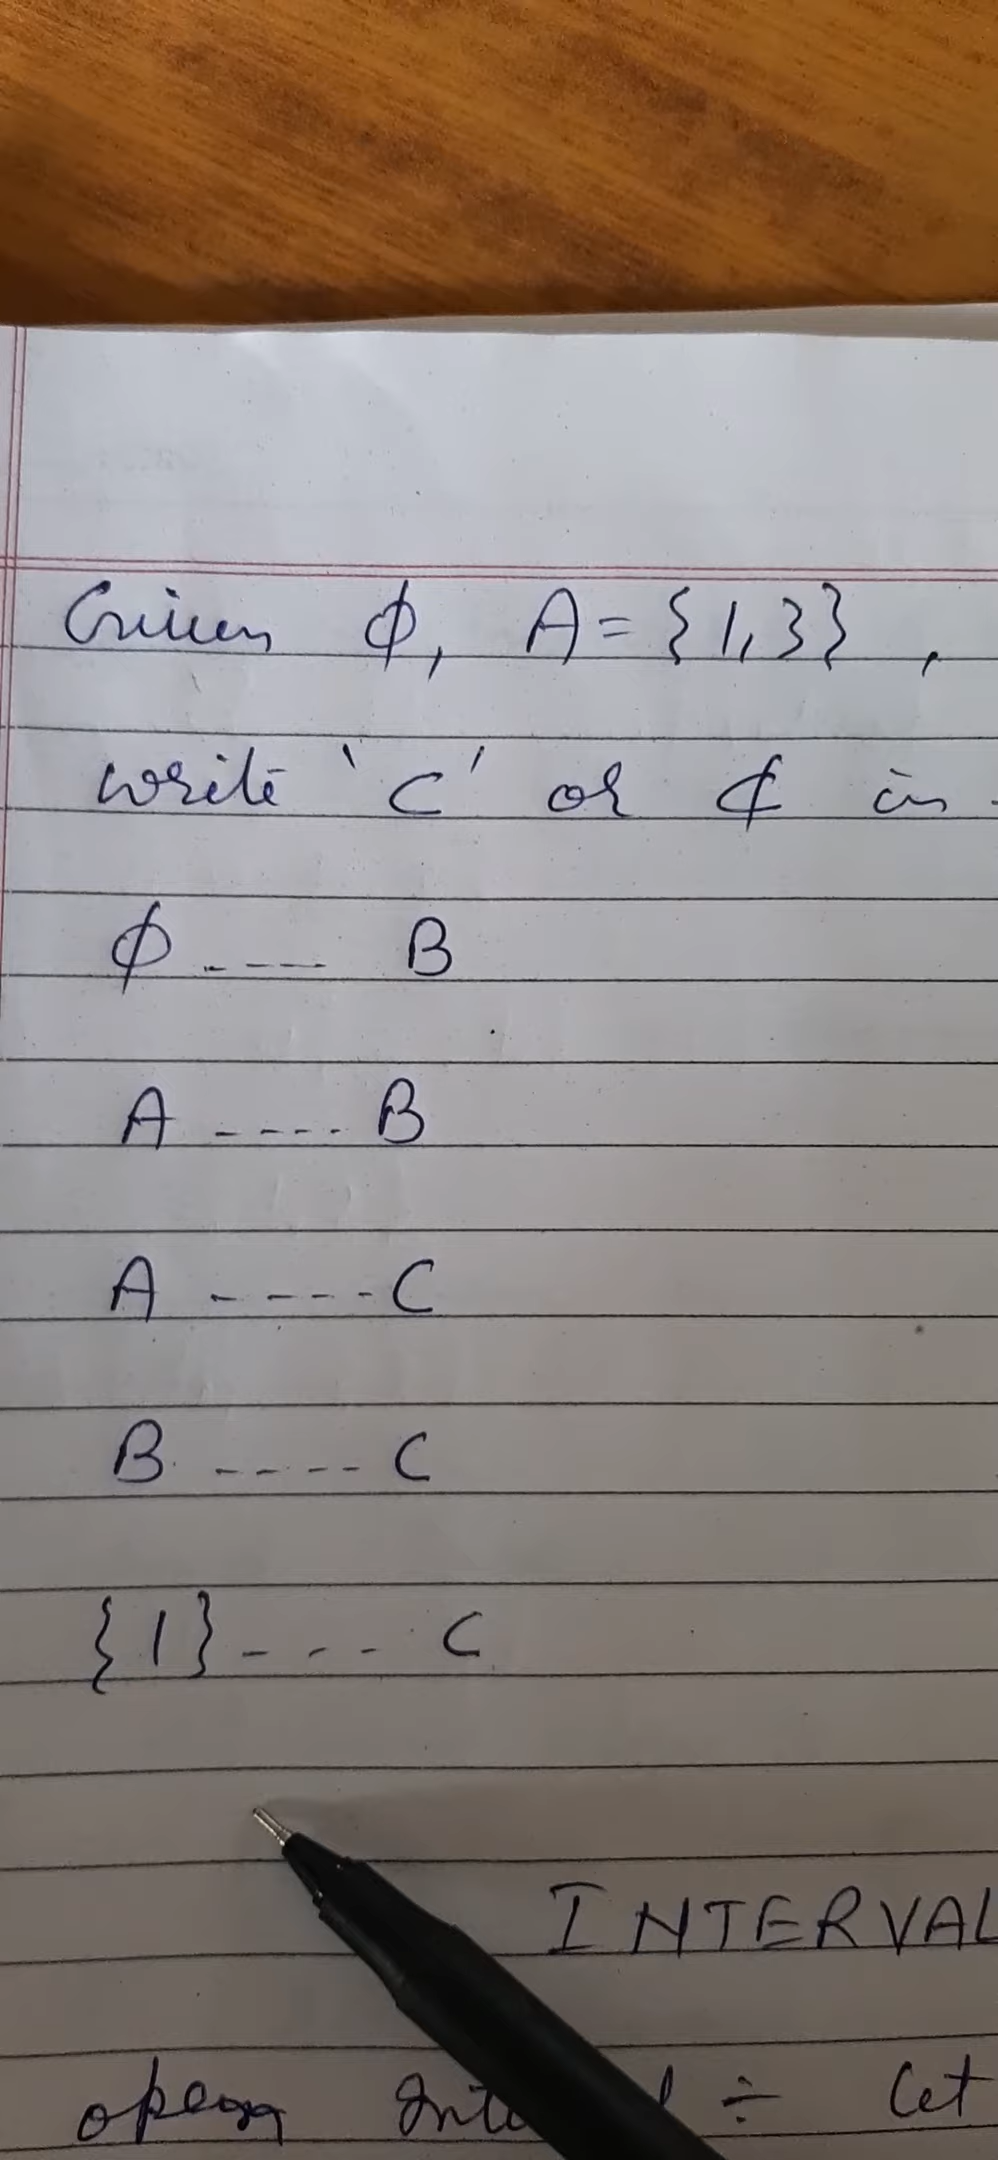 Given ϕ, A = {1,3} ,
write '⊂' or ⊄ in
ϕ ---- B
A ---- B
A ---- C
B ---- C
{1} --- C
INTERVAL
open ÷ Let